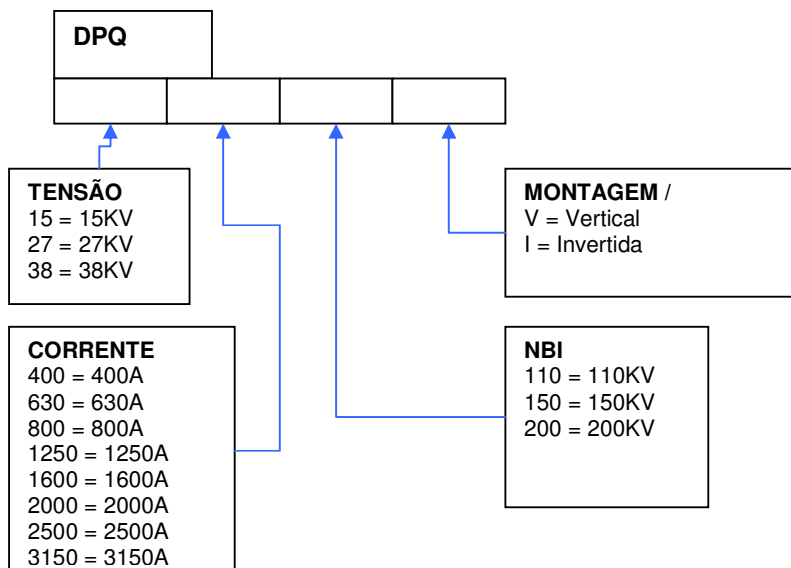 DPQ
TENSÃO
15 = 15KV
27 = 27KV
38 = 38KV
MONTAGEM /
V = Vertical
I = Invertida
CORRENTE
400 = 400A
630 = 630A
800 = 800A
1250 = 1250A
1600 = 1600A
2000 = 2000A
2500 = 2500A
3150 = 3150A
NBI
110 = 110KV
150 = 150KV
200 = 200KV